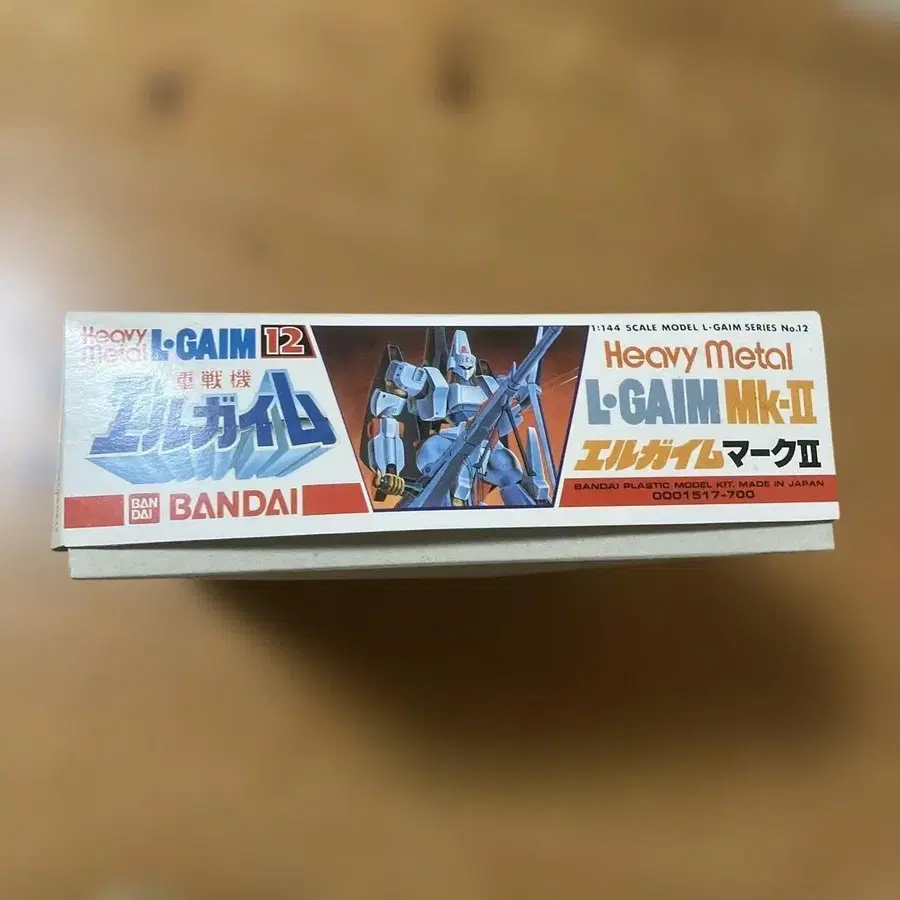 Heavy Metal L·GAIM 12
重戦機
エルガイム
BAN DAI BANDAI
1:144 SCALE MODEL L·GAIM SERIES No.12
Heavy Metal
L·GAIM Mk-II
エルガイム マークII
BANDAI PLASTIC MODEL KIT. MADE IN JAPAN
0001517-700